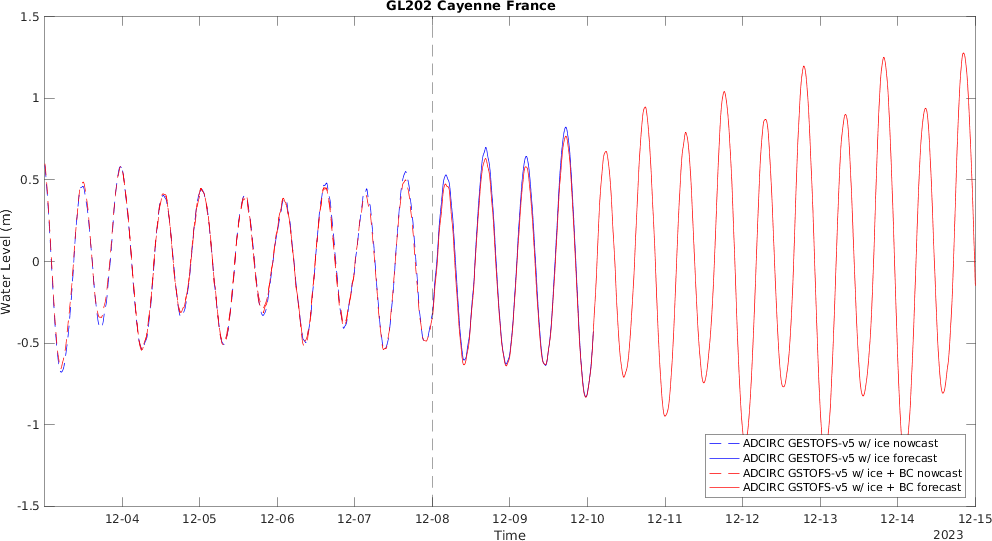 GL202 Cayenne France
1.5
1
0.5
0
-0.5
-1
-1.5
Water Level (m)
12-04 12-05 12-06 12-07 12-08 12-09 12-10 12-11 12-12 12-13 12-14 12-15
Time
2023
ADCIRC GESTOFS-v5 w/ ice nowcast
ADCIRC GESTOFS-v5 w/ ice forecast
ADCIRC GSTOFS-v5 w/ ice + BC nowcast
ADCIRC GSTOFS-v5 w/ ice + BC forecast